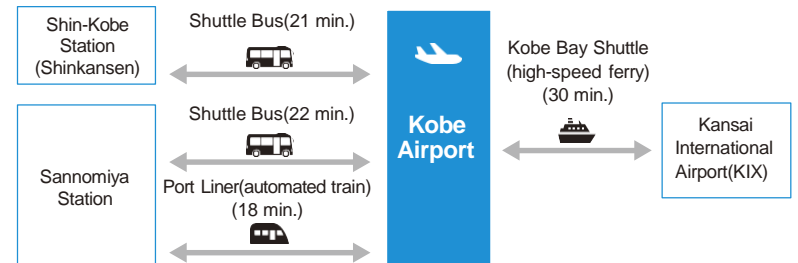 Shin-Kobe
Station
(Shinkansen)
Shuttle Bus(21 min.)
Sannomiya
Station
Shuttle Bus(22 min.)
Port Liner(automated train)
(18 min.)
Kobe
Airport
Kobe Bay Shuttle
(high-speed ferry)
(30 min.)
Kansai
International
Airport(KIX)